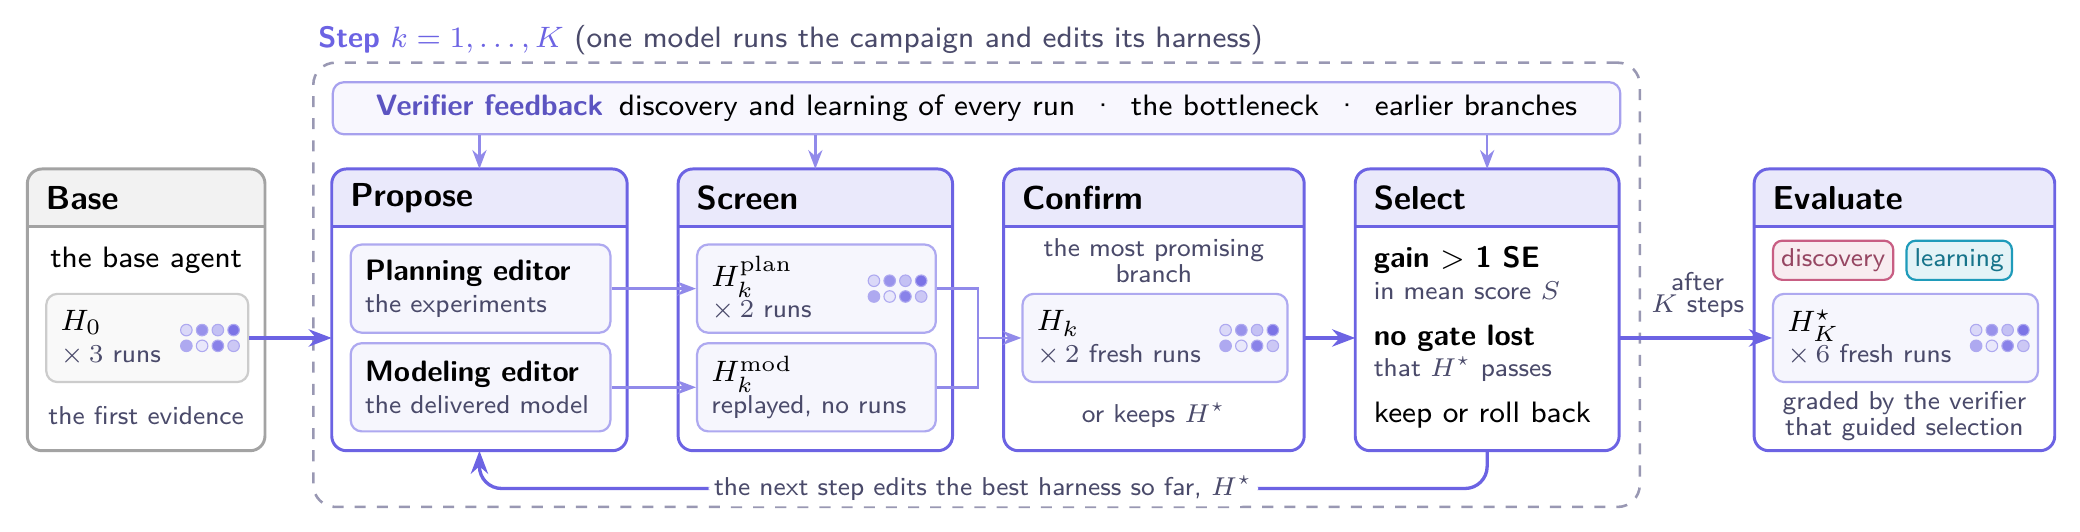 Step k = 1, . . . , K (one model runs the campaign and edits its harness)
Verifier feedback discovery and learning of every run · the bottleneck · earlier branches
Base
the base agent
H₀
× 3 runs
the first evidence
Propose
Planning editor
the experiments
Modeling editor
the delivered model
Screen
H_k^plan
× 2 runs
H_k^mod
replayed, no runs
Confirm
the most promising
branch
H_k
× 2 fresh runs
or keeps H⋆
Select
gain > 1 SE
in mean score S
no gate lost
that H⋆ passes
keep or roll back
the next step edits the best harness so far, H⋆
after
K steps
Evaluate
discovery learning
H_K^⋆
× 6 fresh runs
graded by the verifier
that guided selection